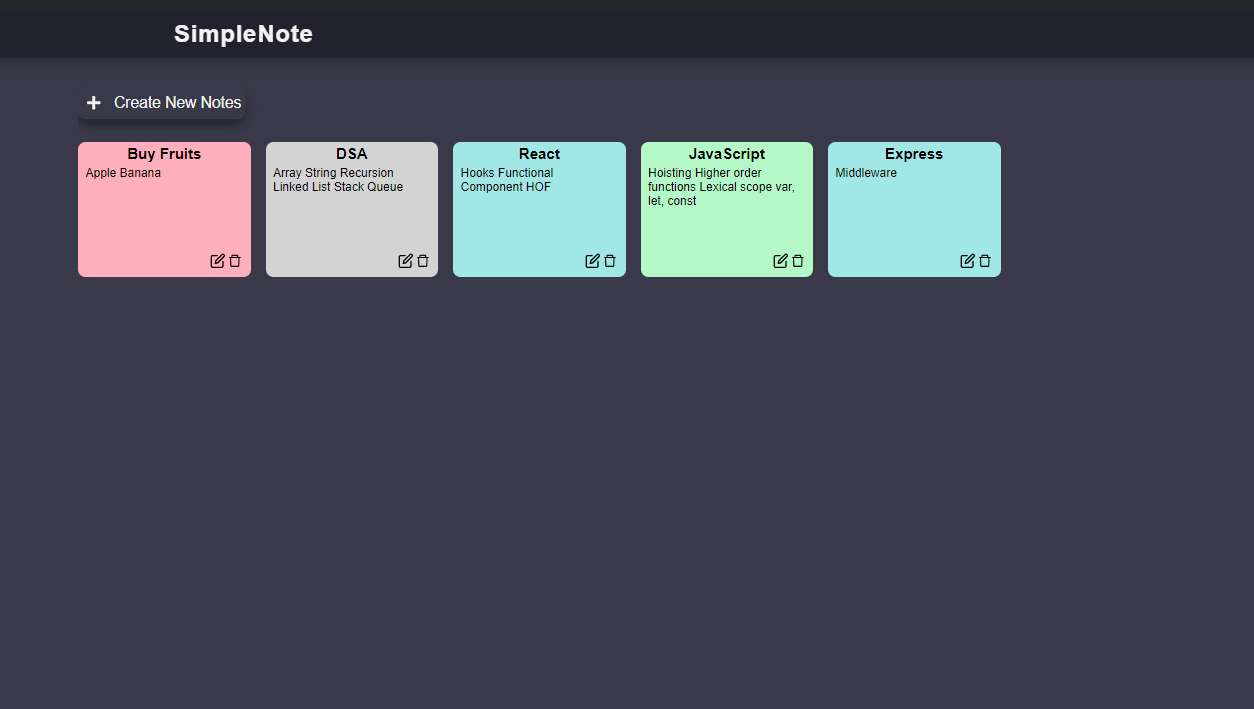 SimpleNote
Create New Notes
Buy Fruits
Apple Banana
DSA
Array String Recursion
Linked List Stack Queue
React
Hooks Functional
Component HOF
JavaScript
Hoisting Higher order
functions Lexical scope var,
let, const
Express
Middleware